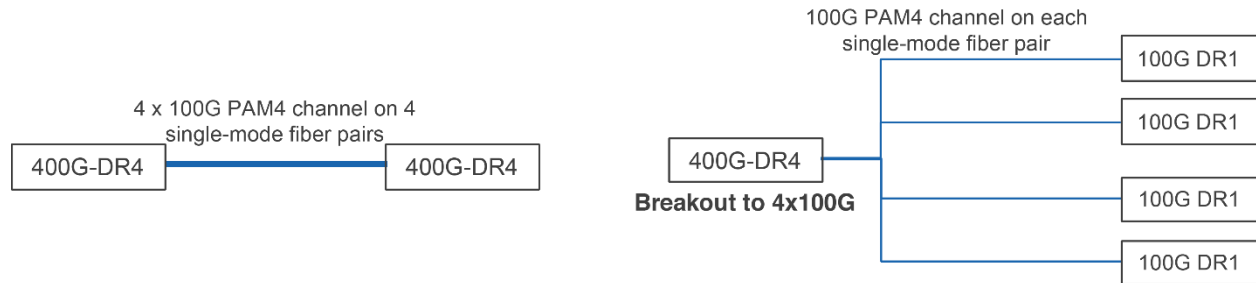 4 x 100G PAM4 channel on 4
single-mode fiber pairs
400G-DR4
400G-DR4
100G PAM4 channel on each
single-mode fiber pair
400G-DR4
Breakout to 4x100G
100G DR1
100G DR1
100G DR1
100G DR1